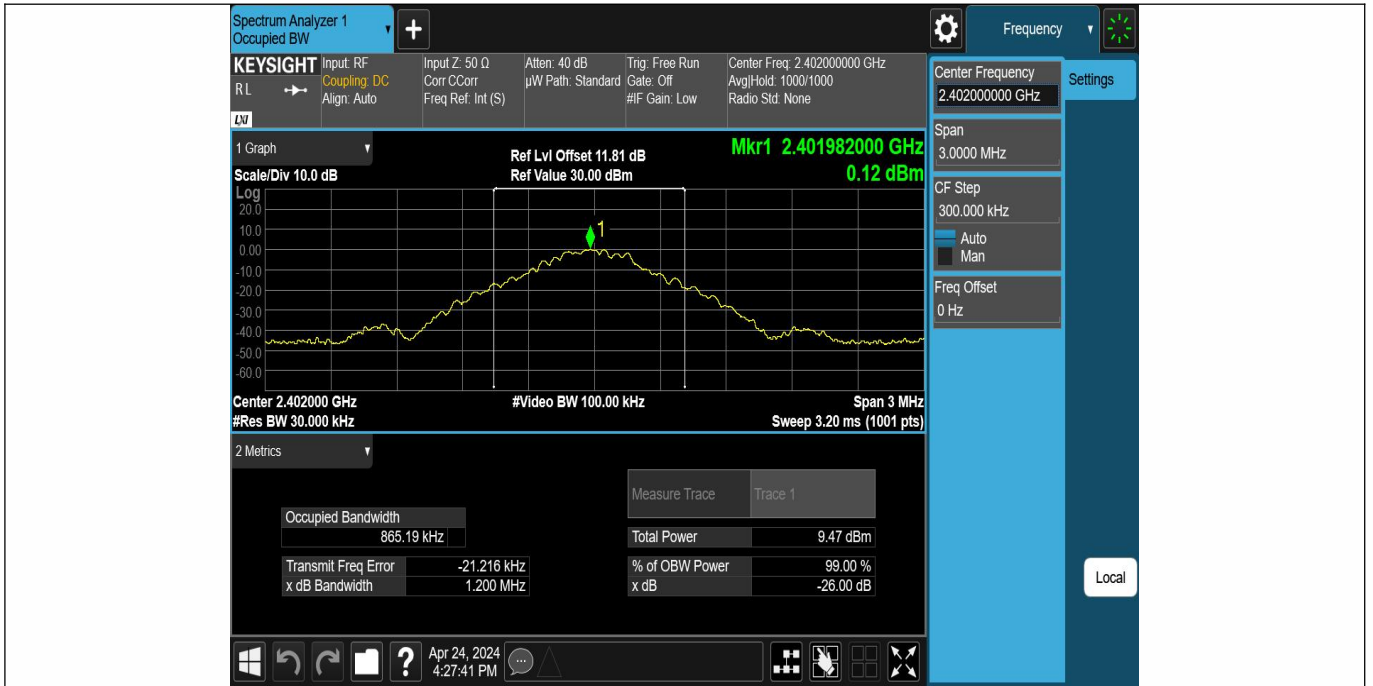 Spectrum Analyzer 1
Occupied BW
Frequency
KEYSIGHT
R L
LXI
Input: RF
Coupling: DC
Align: Auto
Input Z: 50 Ω
Corr CCorr
Freq Ref: Int (S)
Atten: 40 dB
µW Path: Standard
Trig: Free Run
Gate: Off
#IF Gain: Low
Center Freq: 2.402000000 GHz
Avg|Hold: 1000/1000
Radio Std: None
Center Frequency
2.402000000 GHz
Settings
Span
3.0000 MHz
CF Step
300.000 kHz
Auto
Man
Freq Offset
0 Hz
Local
1 Graph
Scale/Div 10.0 dB
Ref Lvl Offset 11.81 dB
Ref Value 30.00 dBm
Mkr1 2.401982000 GHz
0.12 dBm
Log
20.0
10.0
0.00
-10.0
-20.0
-30.0
-40.0
-50.0
-60.0
1
Center 2.402000 GHz
#Video BW 100.00 kHz
Span 3 MHz
#Res BW 30.000 kHz
Sweep 3.20 ms (1001 pts)
2 Metrics
Measure Trace
Trace 1
Occupied Bandwidth
865.19 kHz
Total Power
9.47 dBm
Transmit Freq Error
-21.216 kHz
% of OBW Power
99.00 %
x dB Bandwidth
1.200 MHz
x dB
-26.00 dB
?
Apr 24, 2024
4:27:41 PM